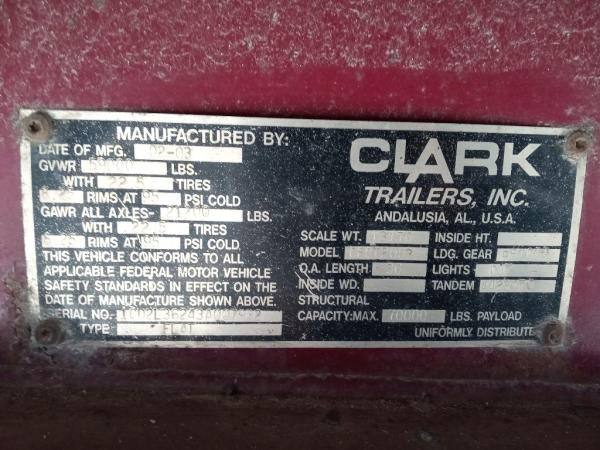 MANUFACTURED BY:
DATE OF MFG. 02-03
GVWR LBS.
WITH 22.5 TIRES
RIMS AT 95 PSI COLD
GAWR ALL AXLES- LBS.
WITH 22.5 TIRES
RIMS AT 95 PSI COLD.
THIS VEHICLE CONFORMS TO ALL
APPLICABLE FEDERAL MOTOR VEHICLE
SAFETY STANDARDS IN EFFECT ON THE
DATE OF MANUFACTURE SHOWN ABOVE.
SERIAL NO.
TYPE FLAT
CLARK
TRAILERS, INC.
ANDALUSIA, AL., U.S.A.
SCALE WT. INSIDE HT.
MODEL LDG. GEAR
O.A. LENGTH LIGHTS
INSIDE WD. TANDEM
STRUCTURAL
CAPACITY:MAX. 70000 LBS. PAYLOAD
UNIFORMLY DISTRIBUTE